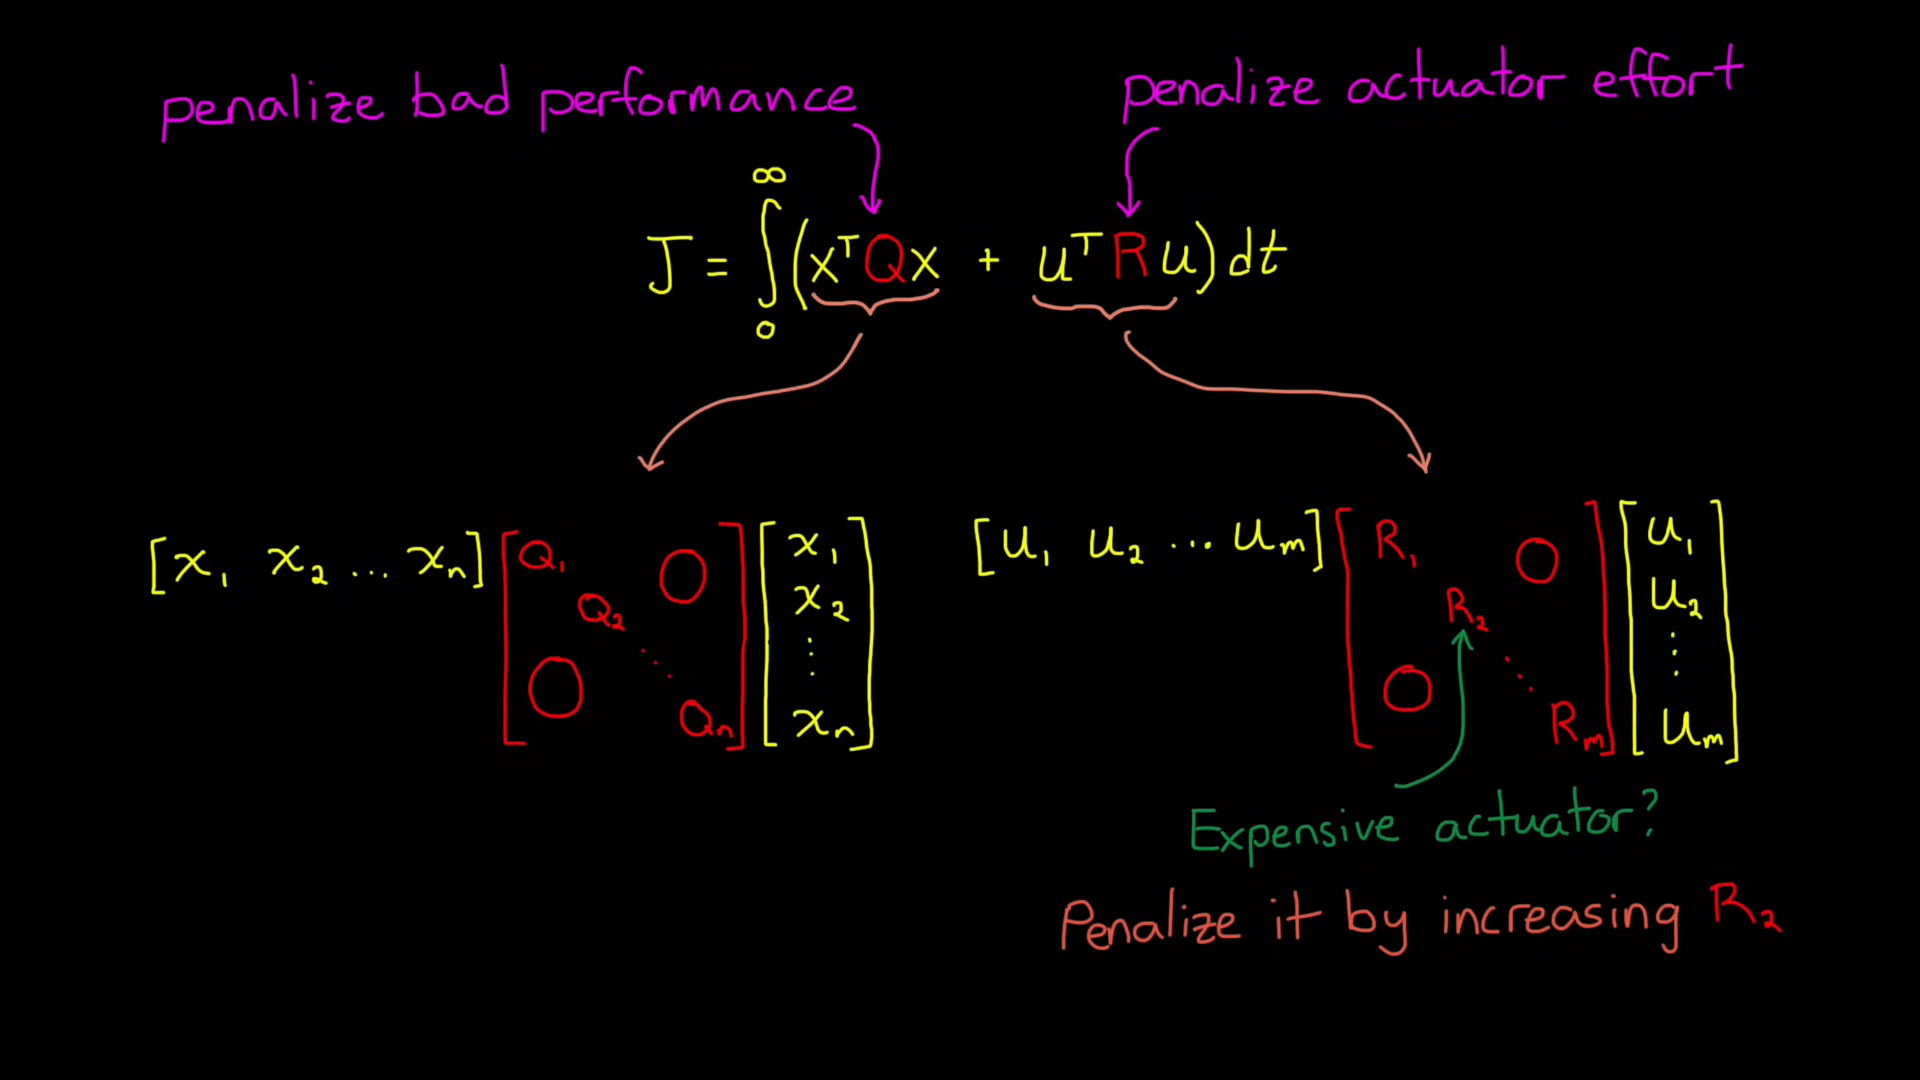 penalize bad performance
penalize actuator effort
J = ∫₀^∞ (xᵀQx + uᵀRu) dt
[x₁ x₂ ... xₙ] [Q₁ Q₂ ⋱ Qₙ 0 0] [x₁ x₂ ⋮ xₙ]
[u₁ u₂ ... uₘ] [R₁ R₂ ⋱ Rₘ 0 0] [u₁ u₂ ⋮ uₘ]
Expensive actuator?
Penalize it by increasing R₂